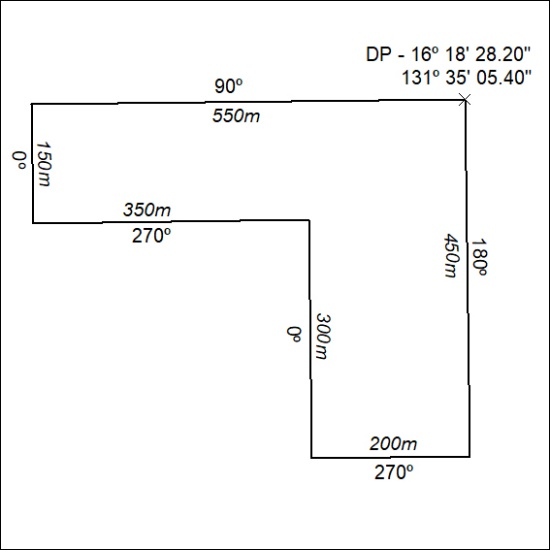 DP - 16º 18' 28.20"
131º 35' 05.40"
90º
550m
150m
0º
350m
270º
450m
180º
300m
0º
200m
270º